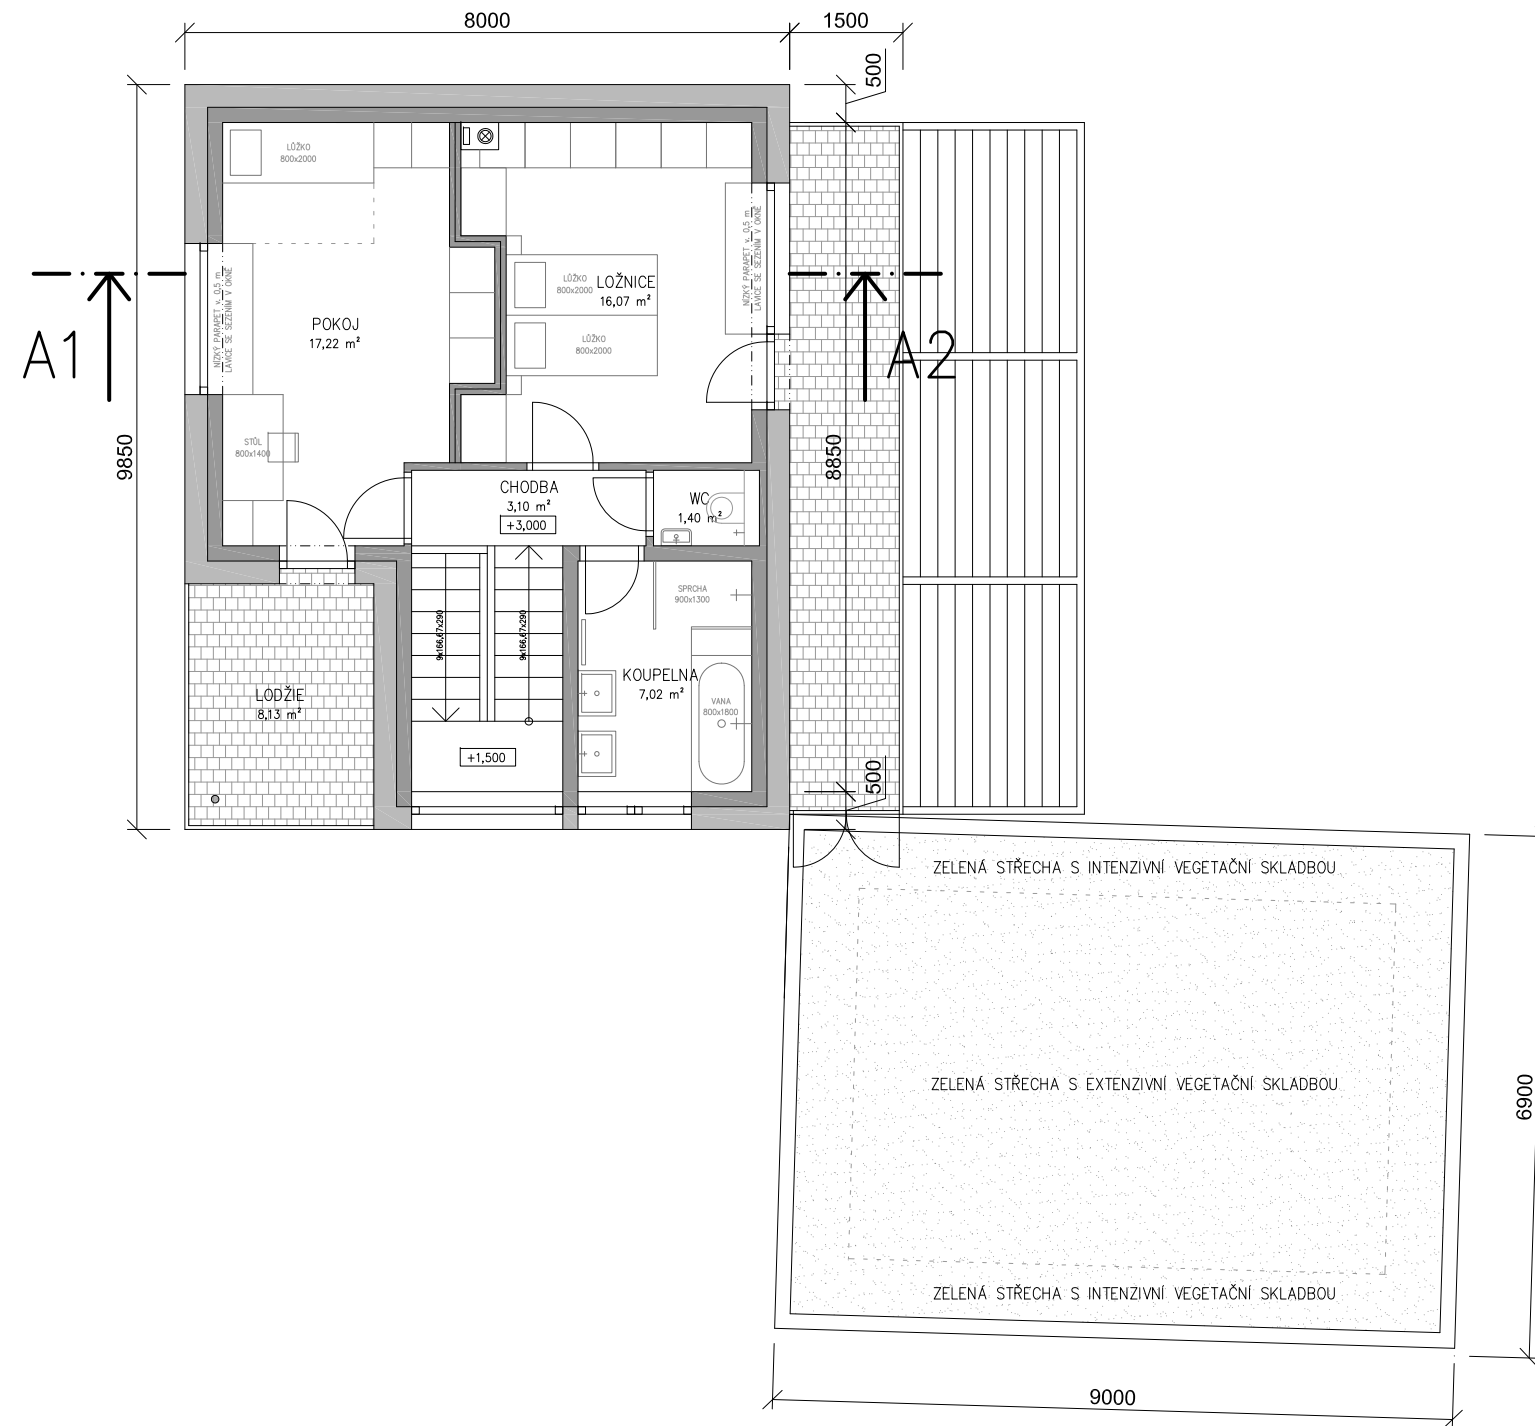 8000
1500
500
LŮŽKO
800x2000
NÍZKÝ PARAPET v. 0,5 m
LAVICE SE SEZENÍM V OKNĚ
LŮŽKO
800x2000
LOŽNICE
16,07 m²
NÍZKÝ PARAPET v. 0,5 m
LAVICE SE SEZENÍM V OKNĚ
POKOJ
17,22 m²
LŮŽKO
800x2000
A1
A2
9850
8850
STŮL
800x1400
CHODBA
3,10 m²
+3,000
WC
1,40 m²
SPRCHA
900x1300
9x166,67x290
9x166,67x290
KOUPELNA
7,02 m²
LODŽIE
8,13 m²
VANA
800x1800
+1,500
500
ZELENÁ STŘECHA S INTENZIVNÍ VEGETAČNÍ SKLADBOU
ZELENÁ STŘECHA S EXTENZIVNÍ VEGETAČNÍ SKLADBOU
6900
ZELENÁ STŘECHA S INTENZIVNÍ VEGETAČNÍ SKLADBOU
9000